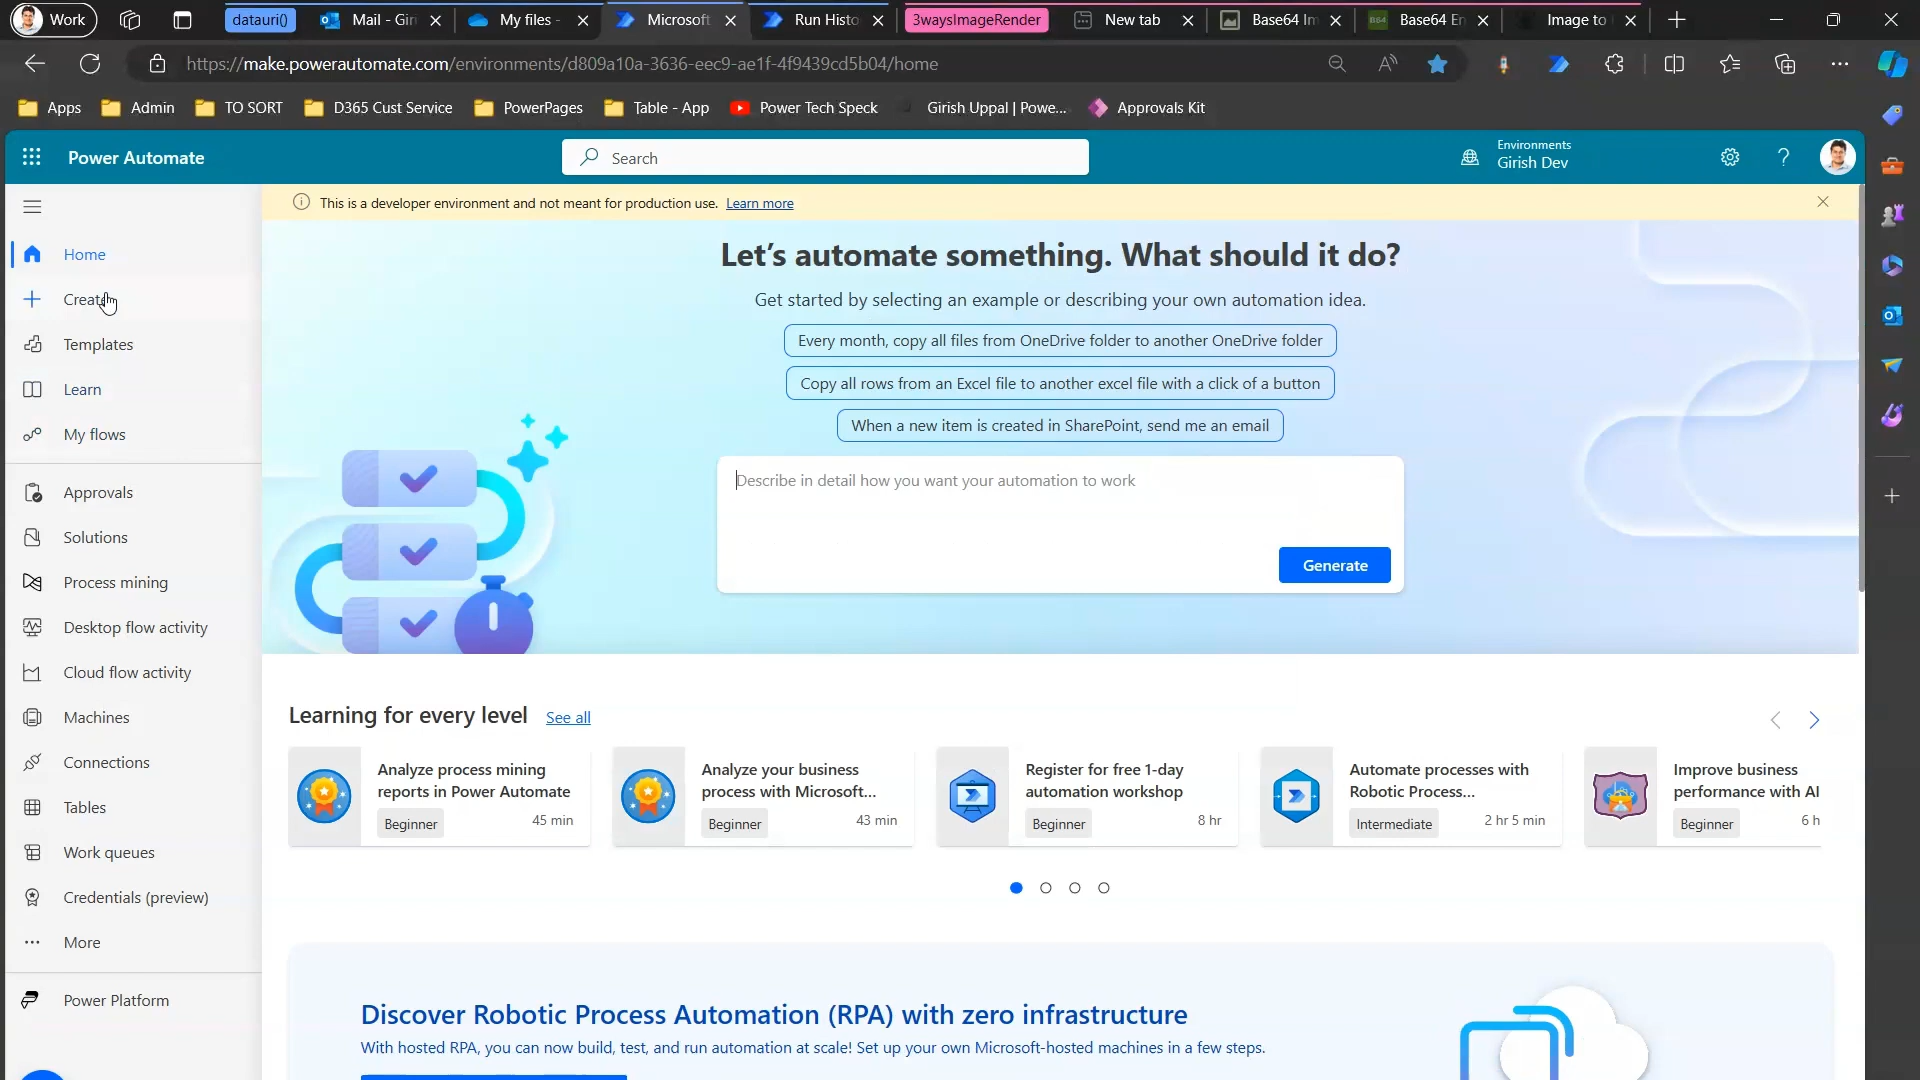 Work
datauri()
Mail - Giri
My files -
Microsoft
Run Histo
3waysImageRender
New tab
Base64 Im
Base64 En
Image to
https://make.powerautomate.com/environments/d809a10a-3636-eec9-ae1f-4f9439cd5b04/home
Apps
Admin
TO SORT
D365 Cust Service
PowerPages
Table - App
Power Tech Speck
Girish Uppal | Powe...
Approvals Kit
Power Automate
Search
Environments
Girish Dev
This is a developer environment and not meant for production use. Learn more
Home
Create
Templates
Learn
My flows
Approvals
Solutions
Process mining
Desktop flow activity
Cloud flow activity
Machines
Connections
Tables
Work queues
Credentials (preview)
More
Power Platform
Let's automate something. What should it do?
Get started by selecting an example or describing your own automation idea.
Every month, copy all files from OneDrive folder to another OneDrive folder
Copy all rows from an Excel file to another excel file with a click of a button
When a new item is created in SharePoint, send me an email
Describe in detail how you want your automation to work
Generate
Learning for every level See all
Analyze process mining
reports in Power Automate
Beginner 45 min
Analyze your business
process with Microsoft...
Beginner 43 min
Register for free 1-day
automation workshop
Beginner 8 hr
Automate processes with
Robotic Process...
Intermediate 2 hr 5 min
Improve business
performance with AI
Beginner 6 h
Discover Robotic Process Automation (RPA) with zero infrastructure
With hosted RPA, you can now build, test, and run automation at scale! Set up your own Microsoft-hosted machines in a few steps.